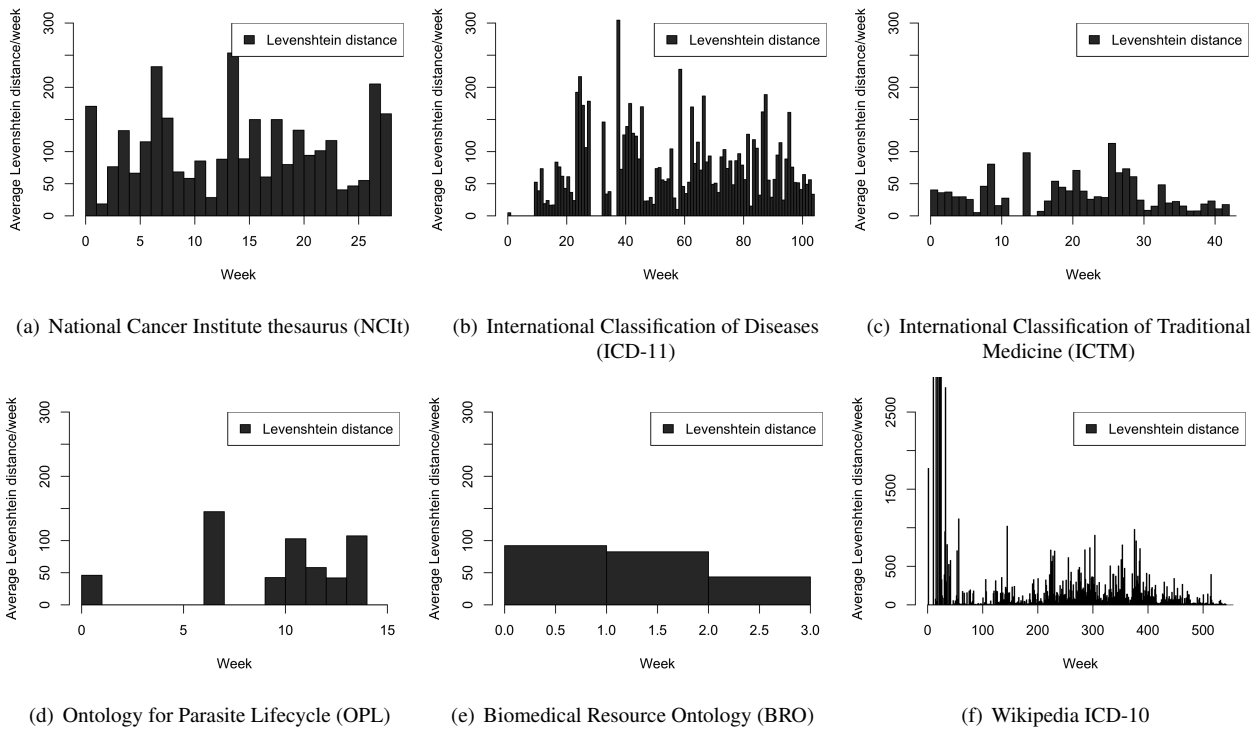 Average Levenshtein distance/week
0 50 100 200 300
Levenshtein distance
0 5 10 15 20 25
Week
(a) National Cancer Institute thesaurus (NCIt)
Average Levenshtein distance/week
0 50 100 200 300
Levenshtein distance
0 20 40 60 80 100
Week
(b) International Classification of Diseases
(ICD-11)
Average Levenshtein distance/week
0 50 100 200 300
Levenshtein distance
0 10 20 30 40
Week
(c) International Classification of Traditional
Medicine (ICTM)
Average Levenshtein distance/week
0 50 100 200 300
Levenshtein distance
0 5 10 15
Week
(d) Ontology for Parasite Lifecycle (OPL)
Average Levenshtein distance/week
0 50 100 200 300
Levenshtein distance
0.0 0.5 1.0 1.5 2.0 2.5 3.0
Week
(e) Biomedical Resource Ontology (BRO)
Average Levenshtein distance/week
0 500 1500 2500
Levenshtein distance
0 100 200 300 400 500
Week
(f) Wikipedia ICD-10